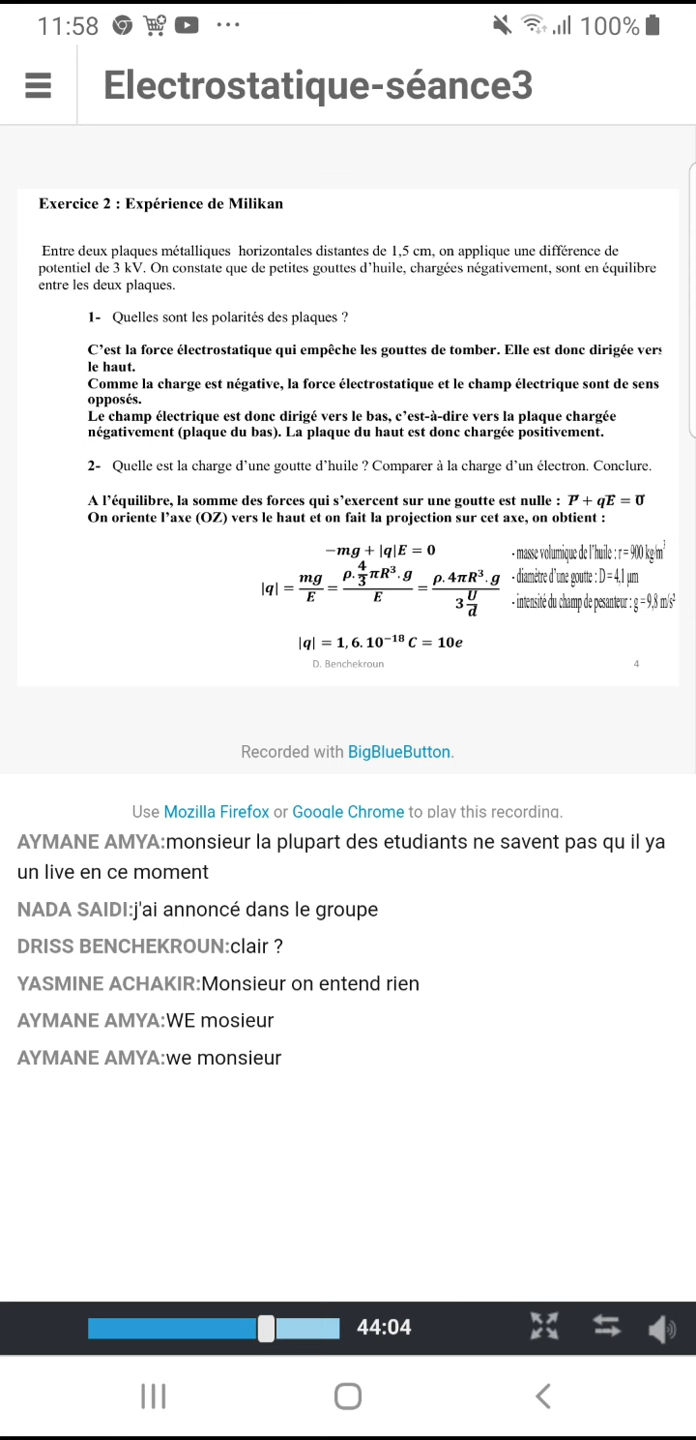 11:58 ... 100%
Electrostatique-séance3
Exercice 2 : Expérience de Milikan
Entre deux plaques métalliques horizontales distantes de 1,5 cm, on applique une différence de
potentiel de 3 kV. On constate que de petites gouttes d'huile, chargées négativement, sont en équilibre
entre les deux plaques.
1- Quelles sont les polarités des plaques ?
C'est la force électrostatique qui empêche les gouttes de tomber. Elle est donc dirigée vers
le haut.
Comme la charge est négative, la force électrostatique et le champ électrique sont de sens
opposés.
Le champ électrique est donc dirigé vers le bas, c'est-à-dire vers la plaque chargée
négativement (plaque du bas). La plaque du haut est donc chargée positivement.
2- Quelle est la charge d'une goutte d'huile ? Comparer à la charge d'un électron. Conclure.
A l'équilibre, la somme des forces qui s'exercent sur une goutte est nulle : P⃗ + qE⃗ = 0⃗
On oriente l'axe (OZ) vers le haut et on fait la projection sur cet axe, on obtient :
−mg + |q|E = 0
|q| = mg/E = (ρ.4/3 πR³.g)/E = (ρ.4πR³.g)/(3 U/d)
- masse volumique de l'huile : r = 900 kg/m³
- diamètre d'une goutte : D = 4,1 µm
- intensité du champ de pesanteur : g = 9,8 m/s²
|q| = 1,6.10⁻¹⁸ C = 10e
D. Benchekroun 4
Recorded with BigBlueButton.
Use Mozilla Firefox or Google Chrome to play this recording.
AYMANE AMYA:monsieur la plupart des etudiants ne savent pas qu il ya
un live en ce moment
NADA SAIDI:j'ai annoncé dans le groupe
DRISS BENCHEKROUN:clair ?
YASMINE ACHAKIR:Monsieur on entend rien
AYMANE AMYA:WE mosieur
AYMANE AMYA:we monsieur
44:04